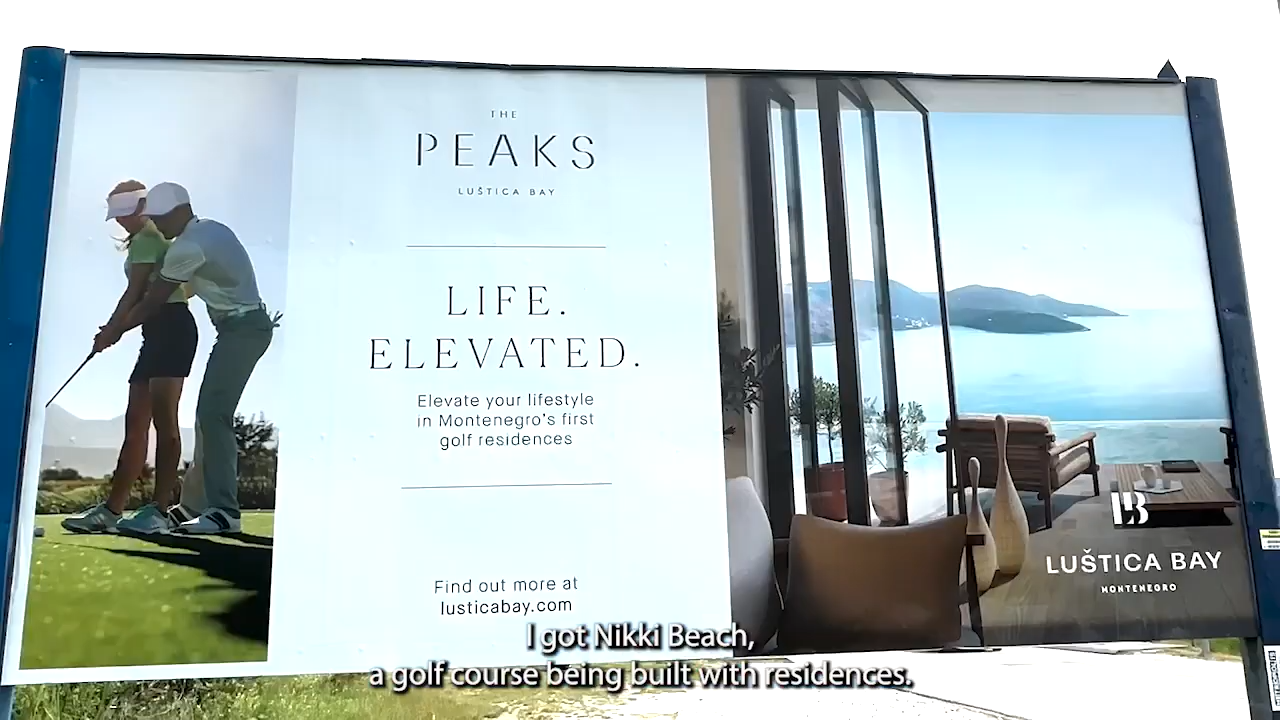 THE
PEAKS
LUŠTICA BAY
LIFE.
ELEVATED.
Elevate your lifestyle
in Montenegro's first
golf residences
Find out more at
lusticabay.com
LB
LUŠTICA BAY
MONTENEGRO
I got Nikki Beach,
a golf course being built with residences.